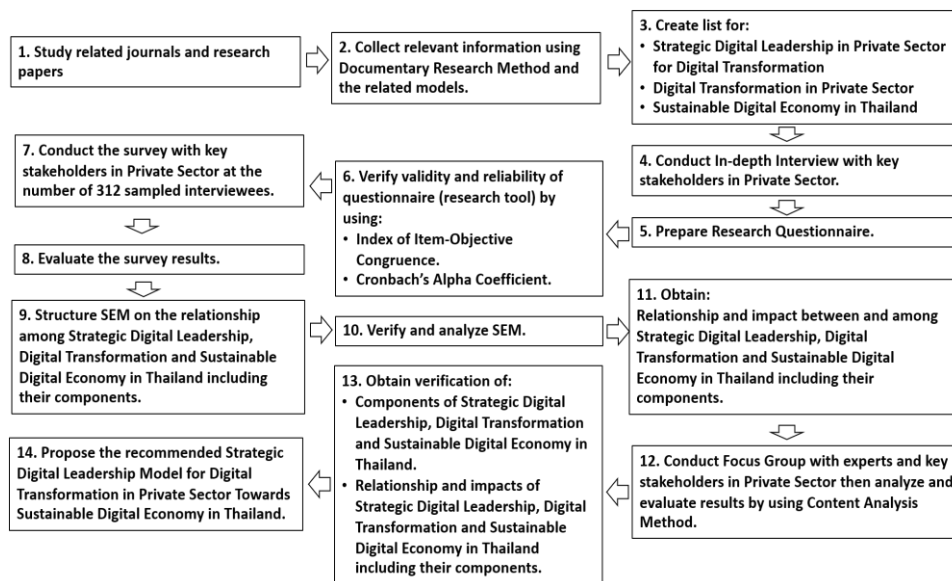 1. Study related journals and research
papers
2. Collect relevant information using
Documentary Research Method and
the related models.
3. Create list for:
• Strategic Digital Leadership in Private Sector
for Digital Transformation
• Digital Transformation in Private Sector
• Sustainable Digital Economy in Thailand
4. Conduct In-depth Interview with key
stakeholders in Private Sector.
5. Prepare Research Questionnaire.
6. Verify validity and reliability of
questionnaire (research tool) by
using:
• Index of Item-Objective
Congruence.
• Cronbach's Alpha Coefficient.
7. Conduct the survey with key
stakeholders in Private Sector at the
number of 312 sampled interviewees.
8. Evaluate the survey results.
9. Structure SEM on the relationship
among Strategic Digital Leadership,
Digital Transformation and Sustainable
Digital Economy in Thailand including
their components.
10. Verify and analyze SEM.
11. Obtain:
Relationship and impact between and among
Strategic Digital Leadership, Digital
Transformation and Sustainable Digital
Economy in Thailand including their
components.
12. Conduct Focus Group with experts and key
stakeholders in Private Sector then analyze and
evaluate results by using Content Analysis
Method.
13. Obtain verification of:
• Components of Strategic Digital
Leadership, Digital Transformation
and Sustainable Digital Economy in
Thailand.
• Relationship and impacts of
Strategic Digital Leadership, Digital
Transformation and Sustainable
Digital Economy in Thailand
including their components.
14. Propose the recommended Strategic
Digital Leadership Model for Digital
Transformation in Private Sector Towards
Sustainable Digital Economy in Thailand.